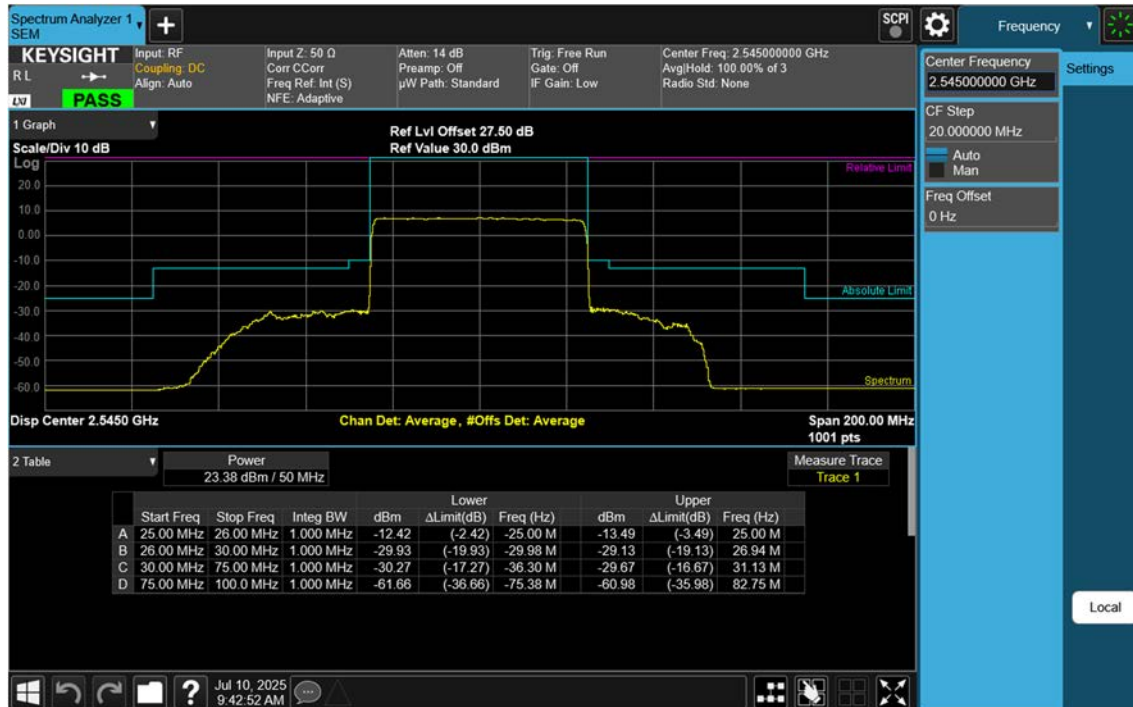 Spectrum Analyzer 1
SEM
SCPI
Frequency
KEYSIGHT
R L
LXI
PASS
Input: RF
Coupling: DC
Align: Auto
Input Z: 50 Ω
Corr CCorr
Freq Ref: Int (S)
NFE: Adaptive
Atten: 14 dB
Preamp: Off
µW Path: Standard
Trig: Free Run
Gate: Off
IF Gain: Low
Center Freq: 2.545000000 GHz
Avg|Hold: 100.00% of 3
Radio Std: None
Center Frequency
2.545000000 GHz
Settings
CF Step
20.000000 MHz
Auto
Man
Freq Offset
0 Hz
1 Graph
Scale/Div 10 dB
Ref Lvl Offset 27.50 dB
Ref Value 30.0 dBm
Log
Relative Limit
20.0
10.0
0.00
-10.0
-20.0
Absolute Limit
-30.0
-40.0
-50.0
-60.0
Spectrum
Disp Center 2.5450 GHz
Chan Det: Average, #Offs Det: Average
Span 200.00 MHz
1001 pts
2 Table
Power
23.38 dBm / 50 MHz
Measure Trace
Trace 1
Lower Upper
Start Freq Stop Freq Integ BW dBm ΔLimit(dB) Freq (Hz) dBm ΔLimit(dB) Freq (Hz)
A 25.00 MHz 26.00 MHz 1.000 MHz -12.42 (-2.42) -25.00 M -13.49 (-3.49) 25.00 M
B 26.00 MHz 30.00 MHz 1.000 MHz -29.93 (-19.93) -29.98 M -29.13 (-19.13) 26.94 M
C 30.00 MHz 75.00 MHz 1.000 MHz -30.27 (-17.27) -36.30 M -29.67 (-16.67) 31.13 M
D 75.00 MHz 100.0 MHz 1.000 MHz -61.66 (-36.66) -75.38 M -60.98 (-35.98) 82.75 M
Local
?
Jul 10, 2025
9:42:52 AM